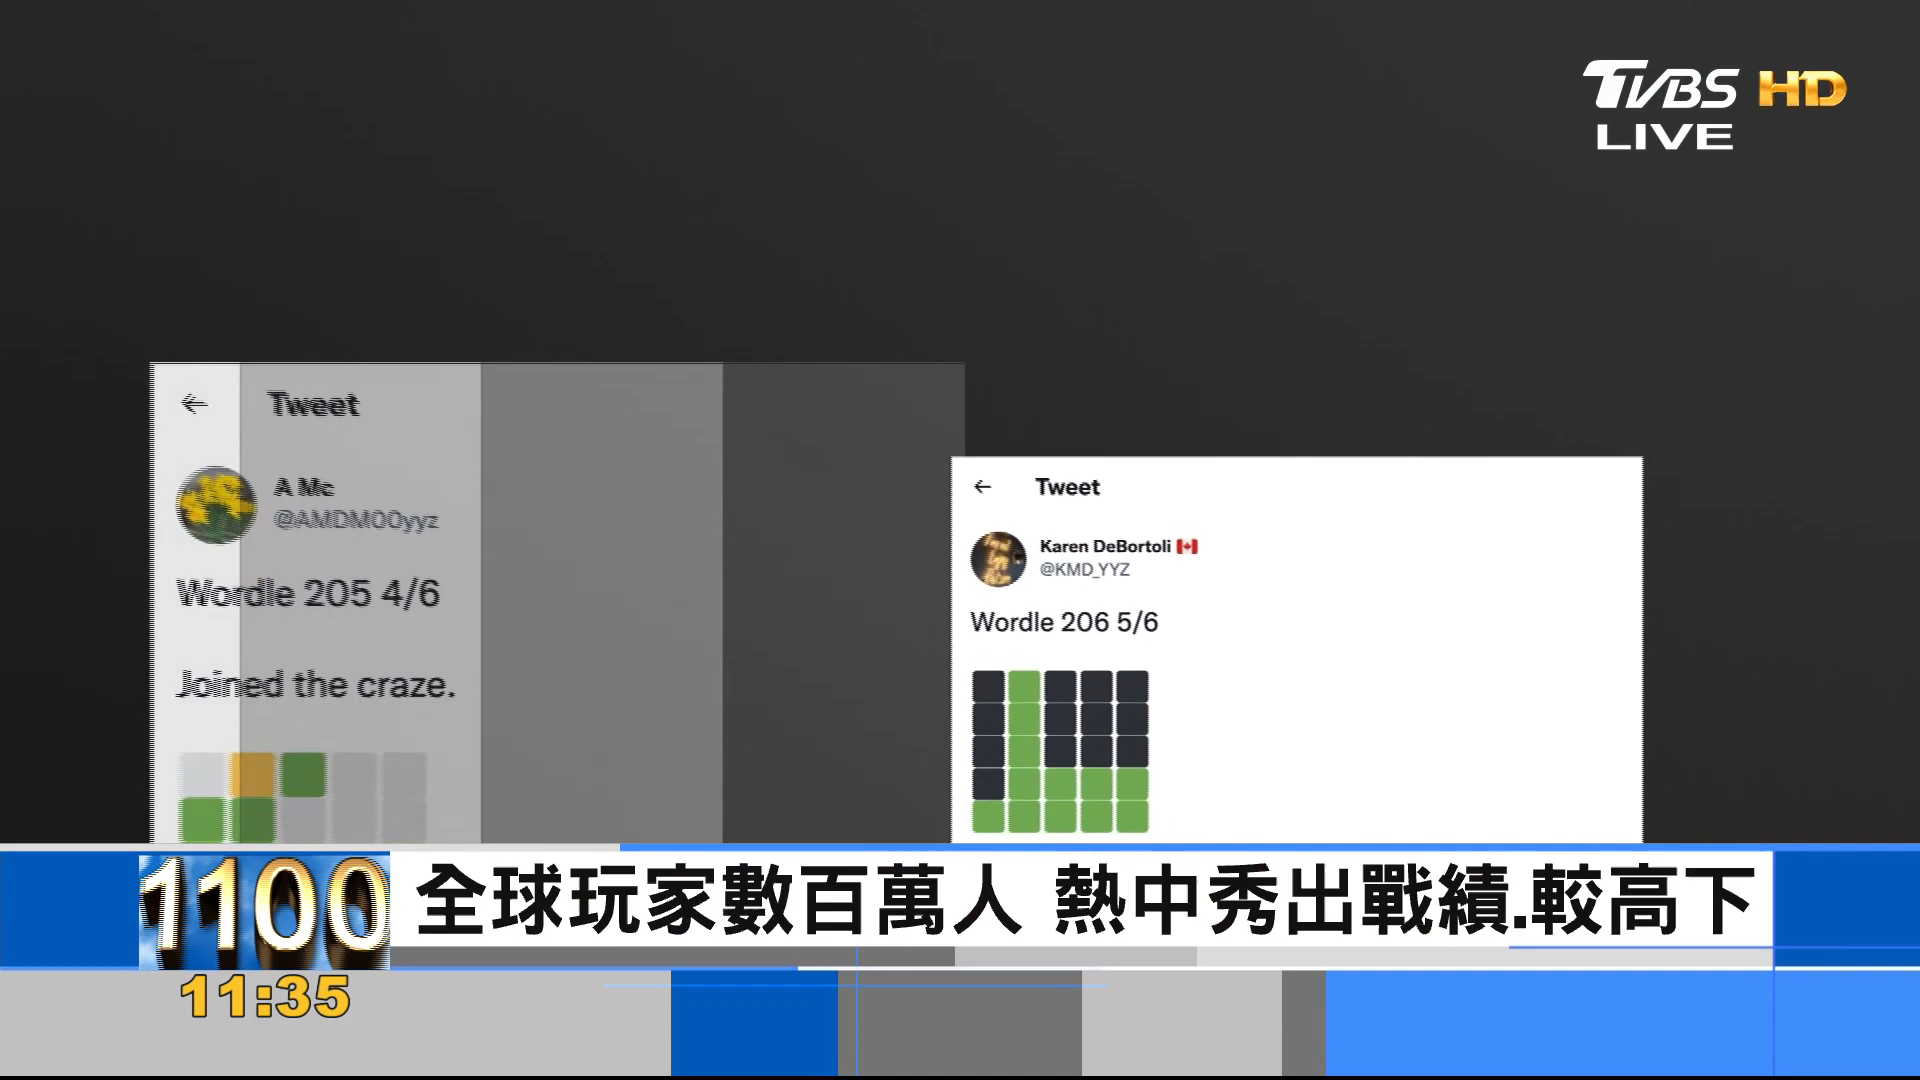 TVBS HD
LIVE
← Tweet
A Mc
@AMDM00yyz
Wordle 205 4/6
Joined the craze.
← Tweet
Karen DeBortoli 🇨🇦
@KMD_YYZ
Wordle 206 5/6
1100
全球玩家數百萬人 熱中秀出戰績.較高下
11:35